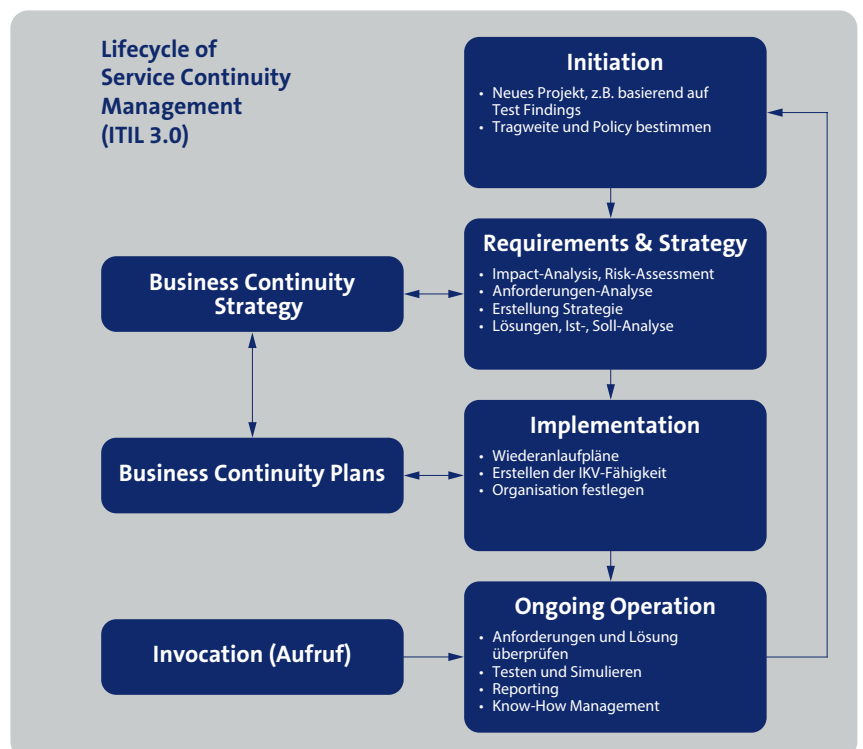 Lifecycle of
Service Continuity
Management
(ITIL 3.0)
Initiation
• Neues Projekt, z.B. basierend auf
Test Findings
• Tragweite und Policy bestimmen
Requirements & Strategy
• Impact-Analysis, Risk-Assessment
• Anforderungen-Analyse
• Erstellung Strategie
• Lösungen, Ist-, Soll-Analyse
Business Continuity
Strategy
Implementation
• Wiederanlaufpläne
• Erstellen der IKV-Fähigkeit
• Organisation festlegen
Business Continuity Plans
Ongoing Operation
• Anforderungen und Lösung
überprüfen
• Testen und Simulieren
• Reporting
• Know-How Management
Invocation (Aufruf)